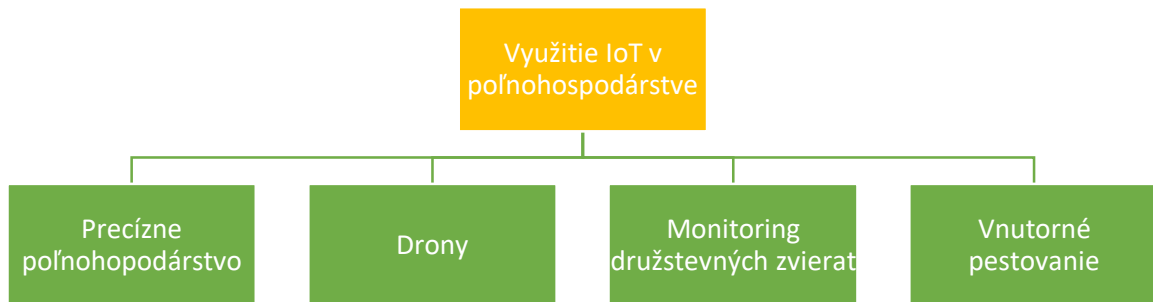 Využitie IoT v
poľnohospodárstve
Precízne
poľnohopodárstvo
Drony
Monitoring
družstevných zvierat
Vnutorné
pestovanie